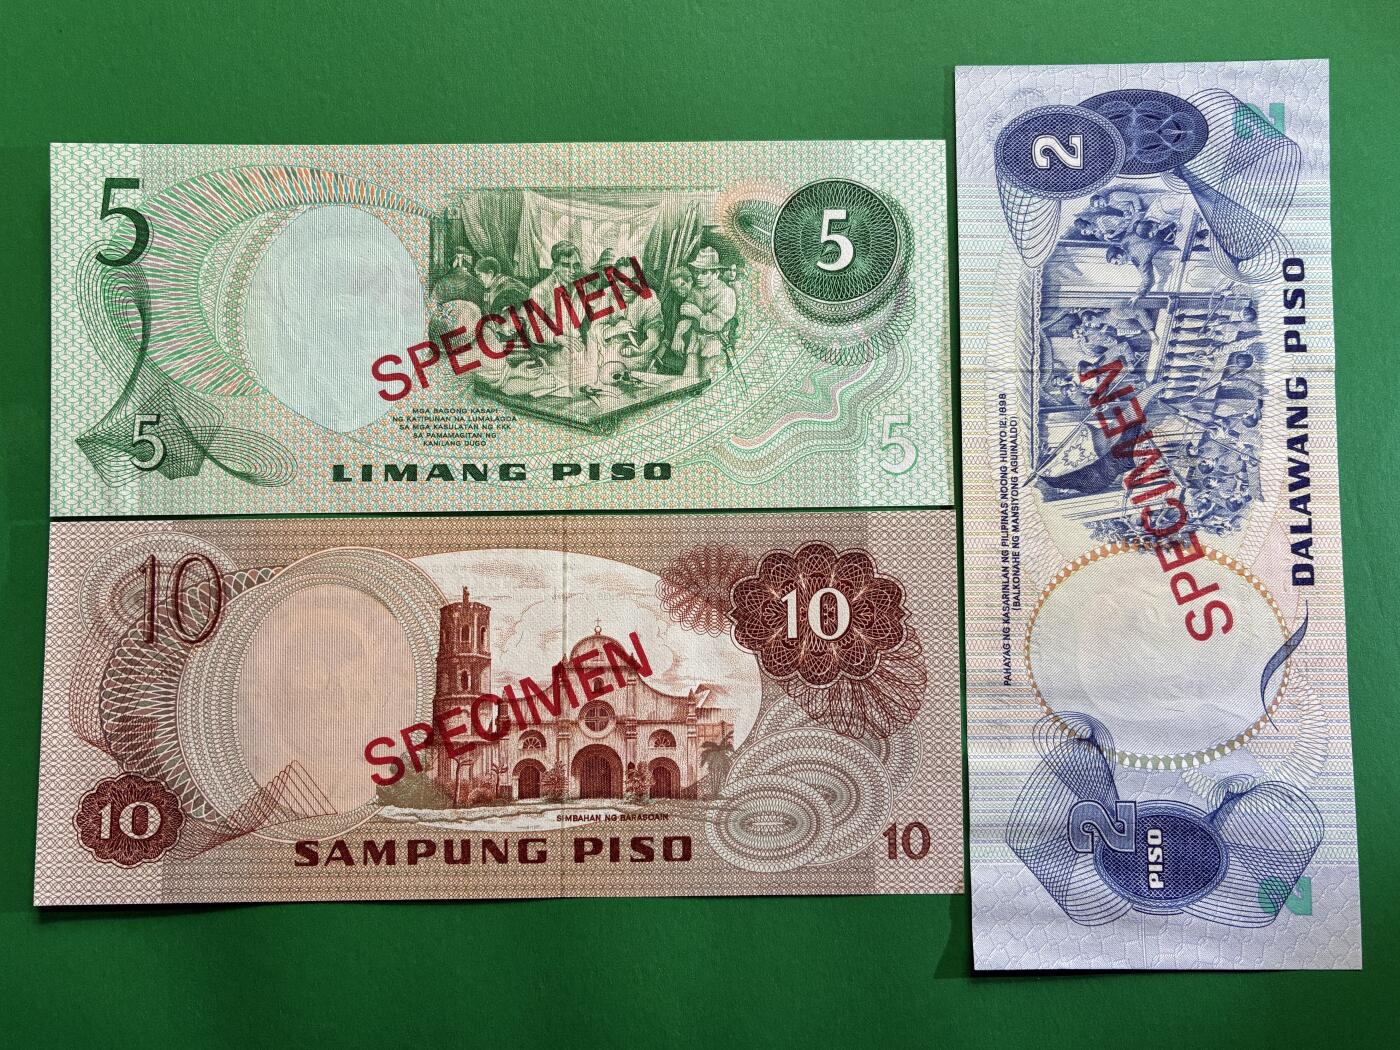 5
5
SPECIMEN
MGA BAGONG KASAPI
NG KATIPUNAN NA LUMALAGDA
SA MGA KASULATAN NG KKK
SA PAMAMAGITAN NG
KANILANG DUGO
5
5
LIMANG PISO
10
10
SPECIMEN
SIMBAHAN NG BARASOAIN
10
10
SAMPUNG PISO
2
2
PAHAYAG NG KASARINLAN NG PILIPINAS NOONG HUNYO 12, 1898
(BALKONAHE NG MANSIYONG AGUINALDO)
SPECIMEN
DALAWANG PISO
2
PISO
2